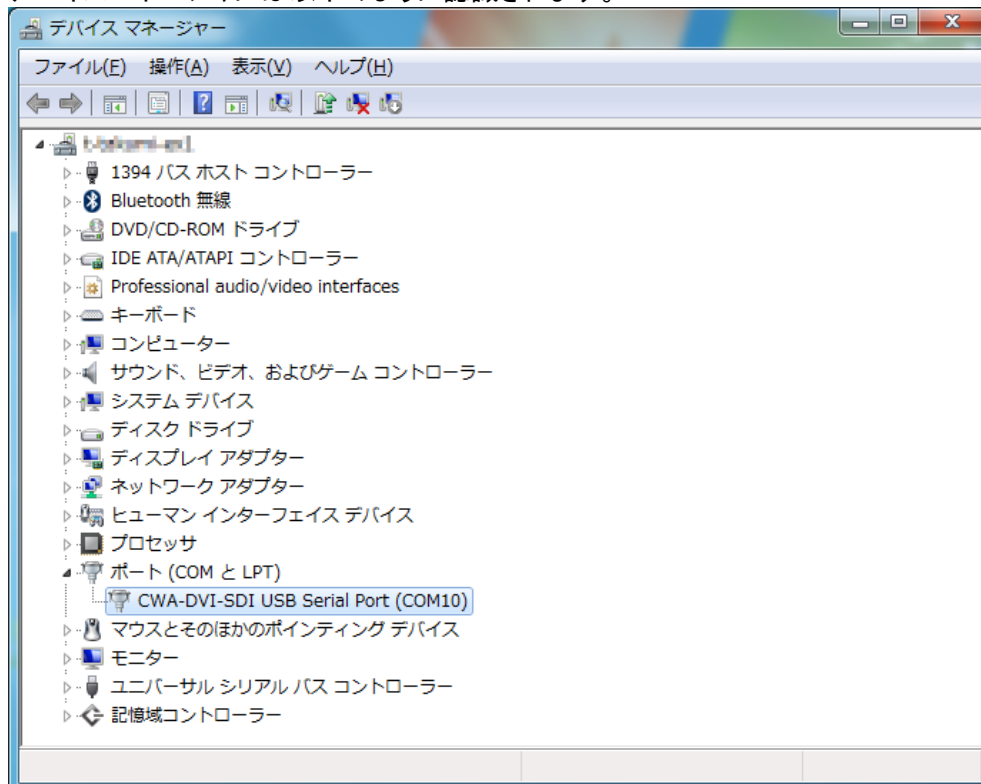 デバイス マネージャー
ファイル(F) 操作(A) 表示(V) ヘルプ(H)
1394 バス ホスト コントローラー
Bluetooth 無線
DVD/CD-ROM ドライブ
IDE ATA/ATAPI コントローラー
Professional audio/video interfaces
キーボード
コンピューター
サウンド、ビデオ、およびゲーム コントローラー
システム デバイス
ディスク ドライブ
ディスプレイ アダプター
ネットワーク アダプター
ヒューマン インターフェイス デバイス
プロセッサ
ポート (COM と LPT)
CWA-DVI-SDI USB Serial Port (COM10)
マウスとそのほかのポインティング デバイス
モニター
ユニバーサル シリアル バス コントローラー
記憶域コントローラー